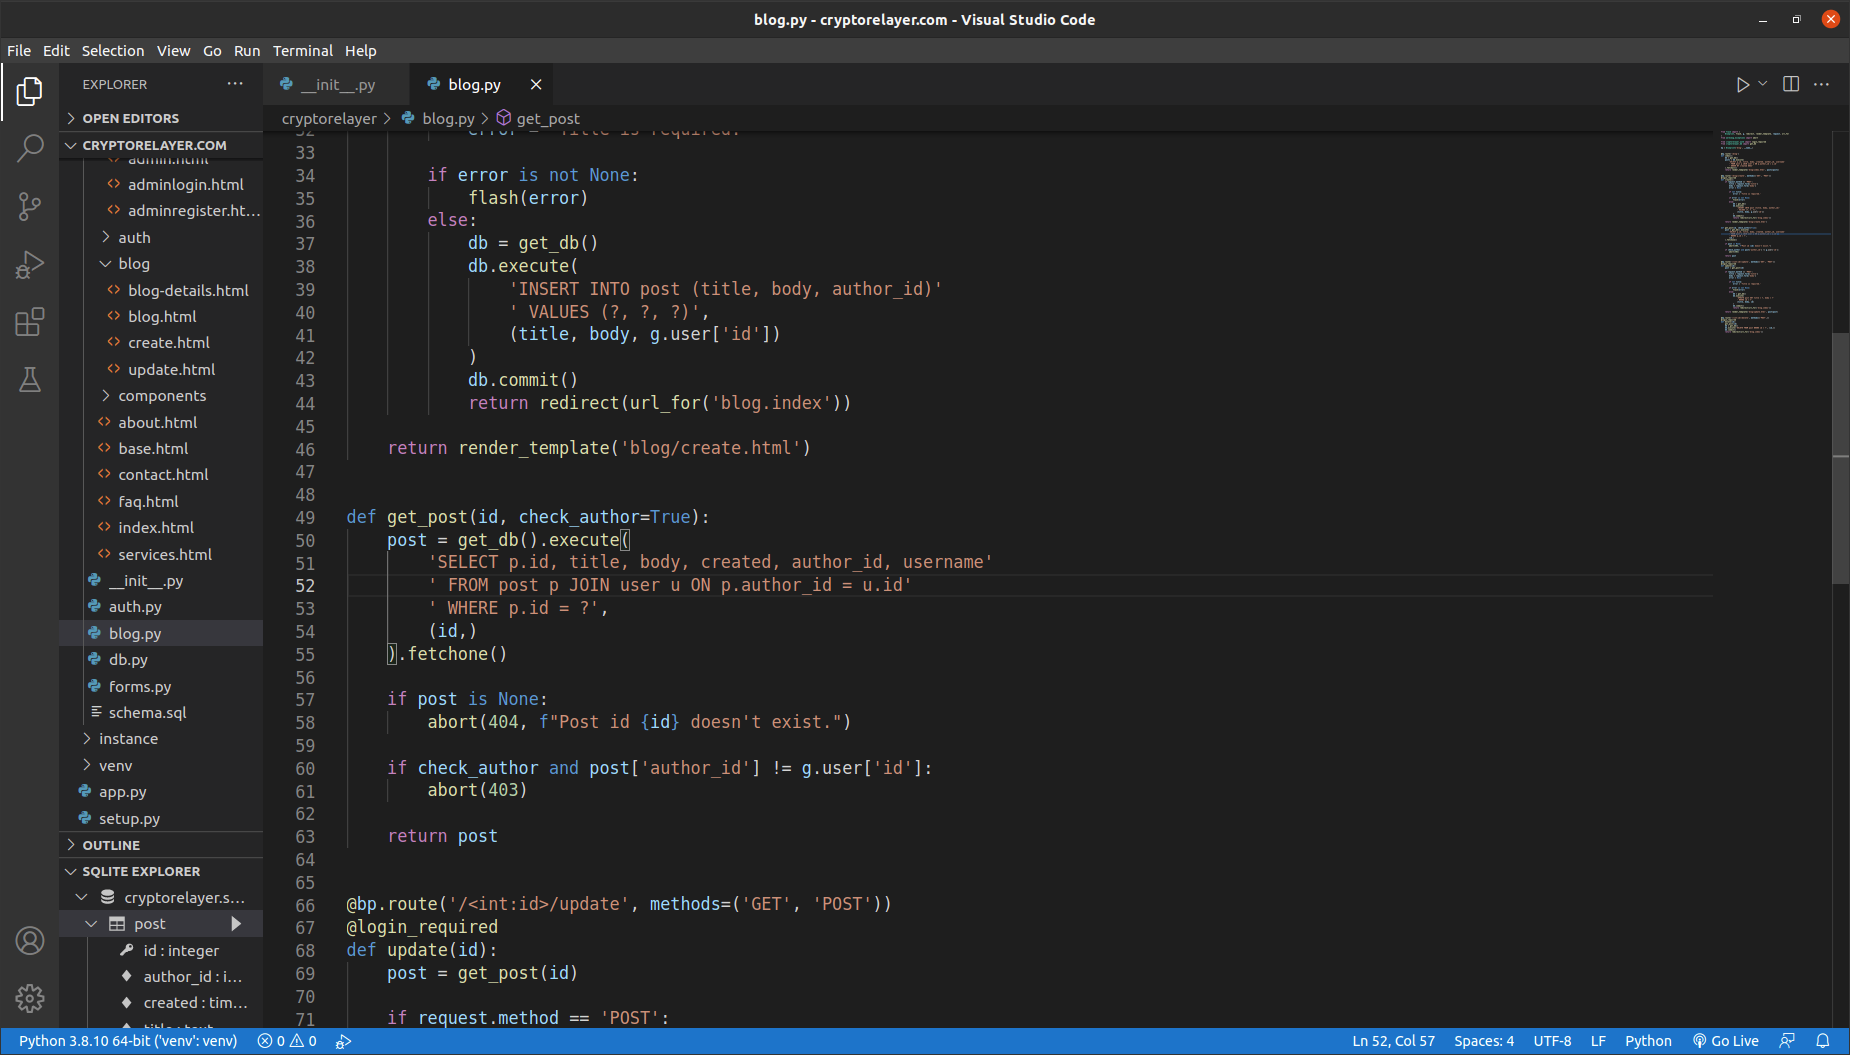 blog.py - cryptorelayer.com - Visual Studio Code
File Edit Selection View Go Run Terminal Help
EXPLORER
OPEN EDITORS
CRYPTORELAYER.COM
admin.html
adminlogin.html
adminregister.ht...
auth
blog
blog-details.html
blog.html
create.html
update.html
components
about.html
base.html
contact.html
faq.html
index.html
services.html
__init__.py
auth.py
blog.py
db.py
forms.py
schema.sql
instance
venv
app.py
setup.py
OUTLINE
SQLITE EXPLORER
cryptorelayer.s...
post
id : integer
author_id : i...
created : tim...
title : text
__init__.py blog.py
cryptorelayer > blog.py > get_post
32 error = 'Title is required.'
33
34 if error is not None:
35 flash(error)
36 else:
37 db = get_db()
38 db.execute(
39 'INSERT INTO post (title, body, author_id)'
40 ' VALUES (?, ?, ?)',
41 (title, body, g.user['id'])
42 )
43 db.commit()
44 return redirect(url_for('blog.index'))
45
46 return render_template('blog/create.html')
47
48
49 def get_post(id, check_author=True):
50 post = get_db().execute(
51 'SELECT p.id, title, body, created, author_id, username'
52 ' FROM post p JOIN user u ON p.author_id = u.id'
53 ' WHERE p.id = ?',
54 (id,)
55 ).fetchone()
56
57 if post is None:
58 abort(404, f"Post id {id} doesn't exist.")
59
60 if check_author and post['author_id'] != g.user['id']:
61 abort(403)
62
63 return post
64
65
66 @bp.route('/<int:id>/update', methods=('GET', 'POST'))
67 @login_required
68 def update(id):
69 post = get_post(id)
70
71 if request.method == 'POST':
Python 3.8.10 64-bit ('venv': venv) 0 0 Ln 52, Col 57 Spaces: 4 UTF-8 LF Python Go Live